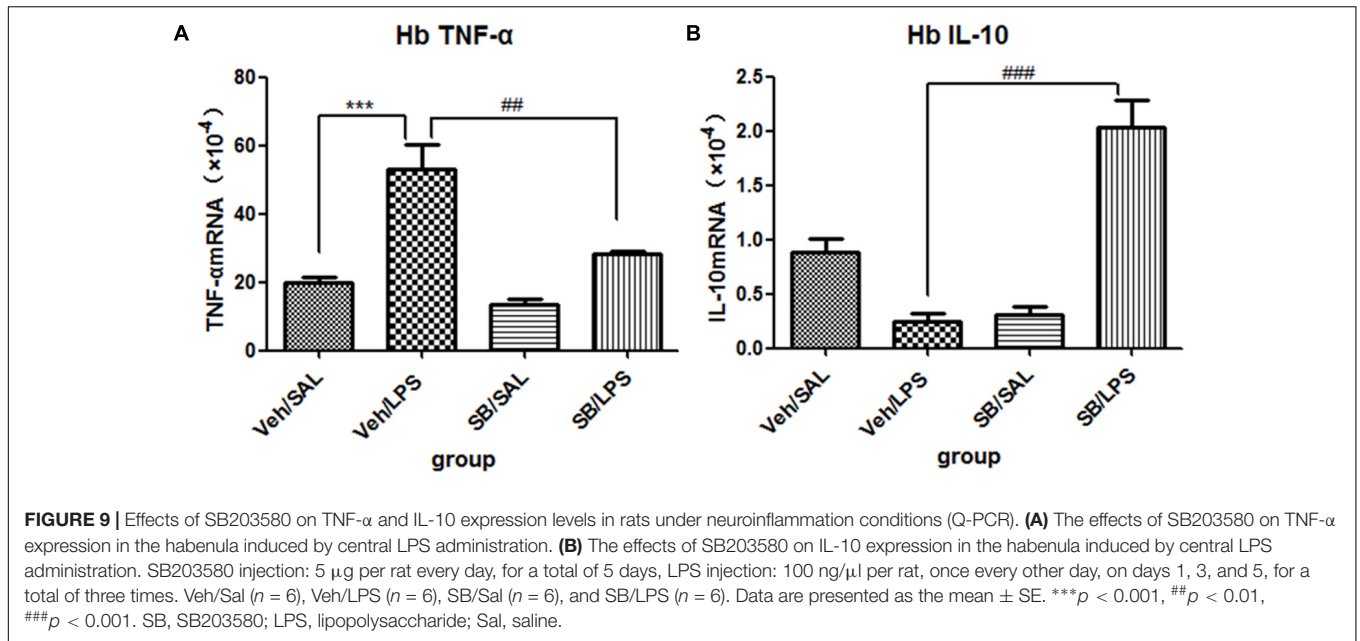 A
Hb TNF-α
TNF-αmRNA (×10⁻⁴)
80
60
40
20
0
***
##
Veh/SAL
Veh/LPS
SB/SAL
SB/LPS
group
B
Hb IL-10
IL-10mRNA (×10⁻⁴)
2.5
2.0
1.5
1.0
0.5
0.0
###
Veh/SAL
Veh/LPS
SB/SAL
SB/LPS
group
FIGURE 9 | Effects of SB203580 on TNF-α and IL-10 expression levels in rats under neuroinflammation conditions (Q-PCR). (A) The effects of SB203580 on TNF-α
expression in the habenula induced by central LPS administration. (B) The effects of SB203580 on IL-10 expression in the habenula induced by central LPS
administration. SB203580 injection: 5 μg per rat every day, for a total of 5 days, LPS injection: 100 ng/μl per rat, once every other day, on days 1, 3, and 5, for a
total of three times. Veh/Sal (n = 6), Veh/LPS (n = 6), SB/Sal (n = 6), and SB/LPS (n = 6). Data are presented as the mean ± SE. ***p < 0.001, ##p < 0.01,
###p < 0.001. SB, SB203580; LPS, lipopolysaccharide; Sal, saline.